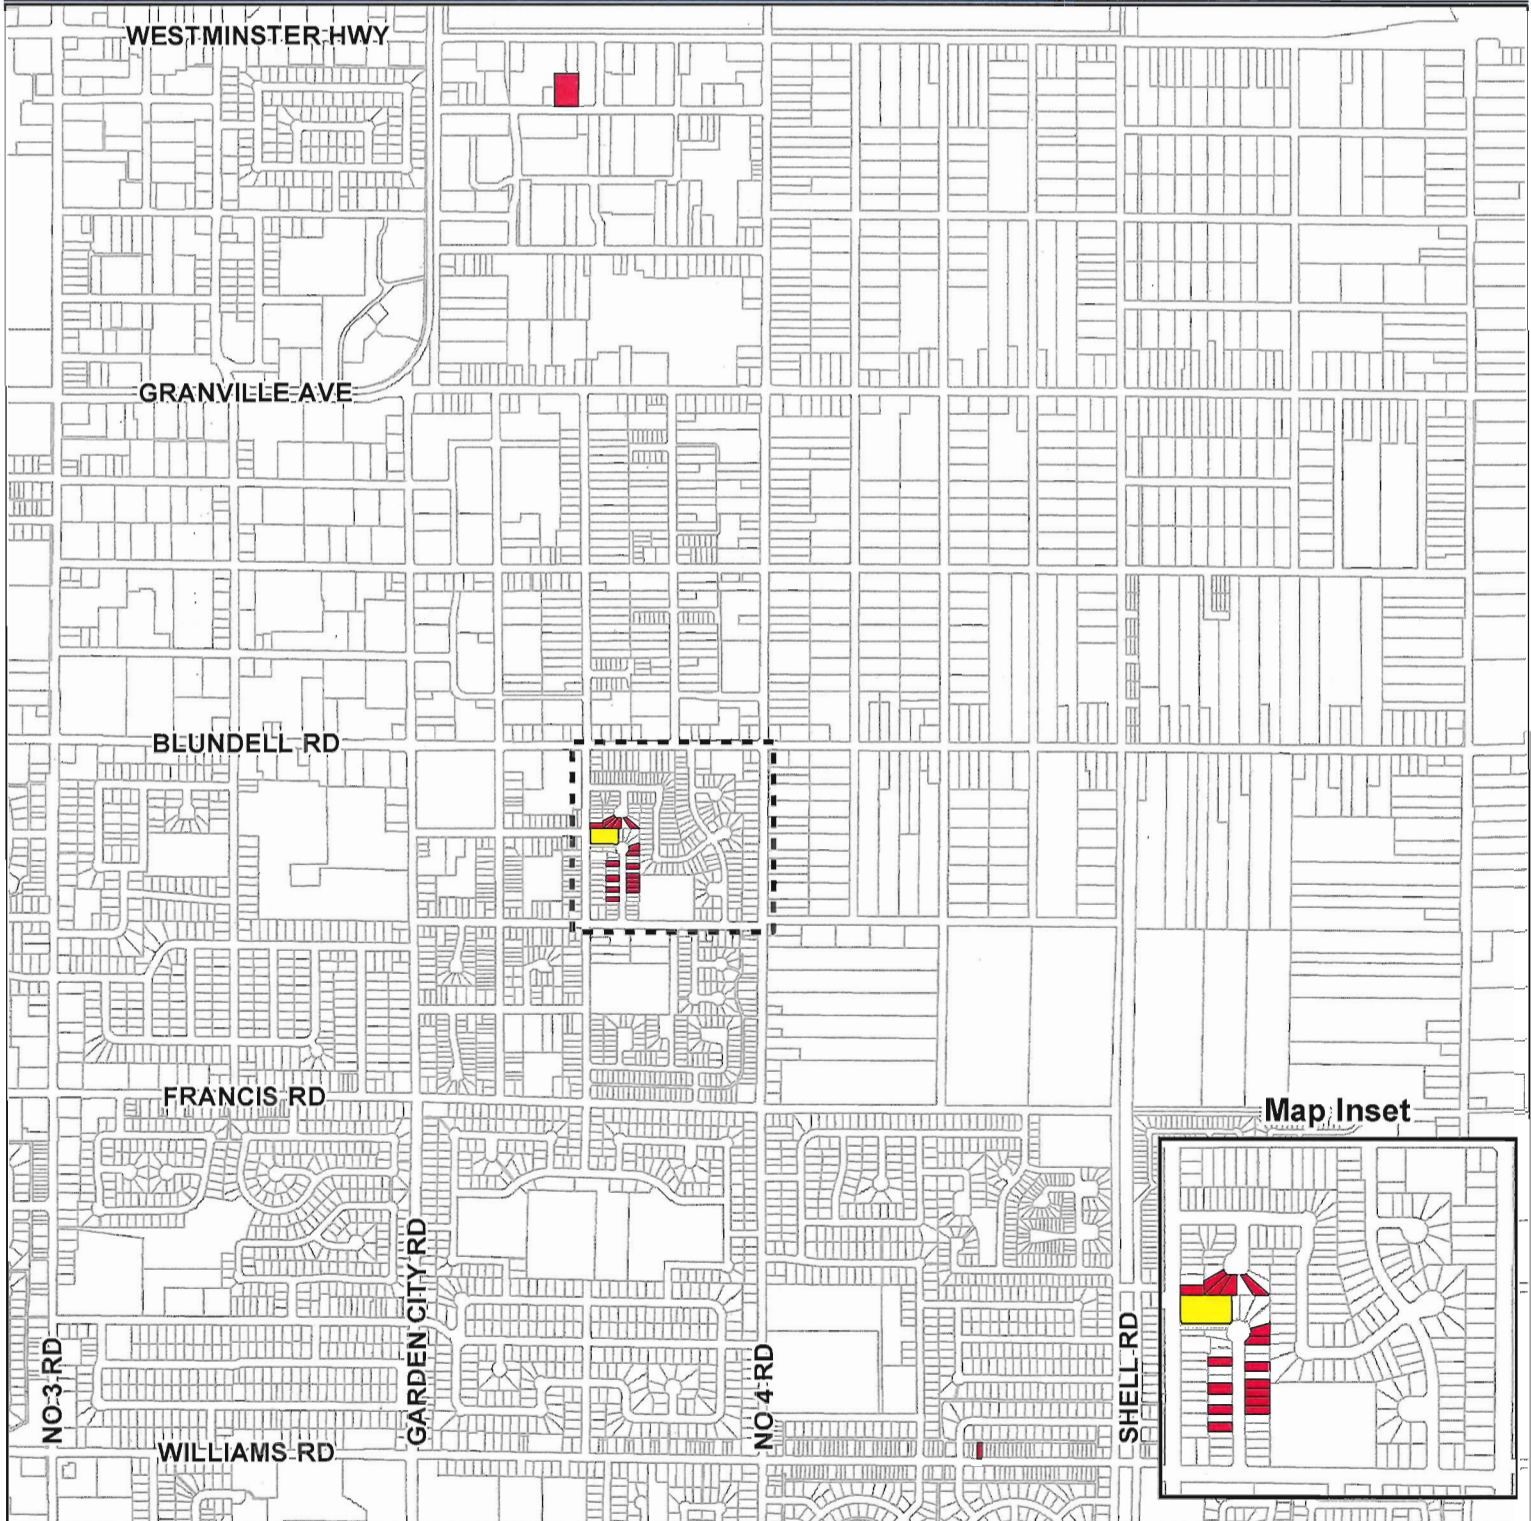 WESTMINSTER HWY
GRANVILLE AVE
BLUNDELL RD
FRANCIS RD
Map Inset
NO 3 RD
GARDEN CITY RD
NO 4 RD
SHELL RD
WILLIAMS RD